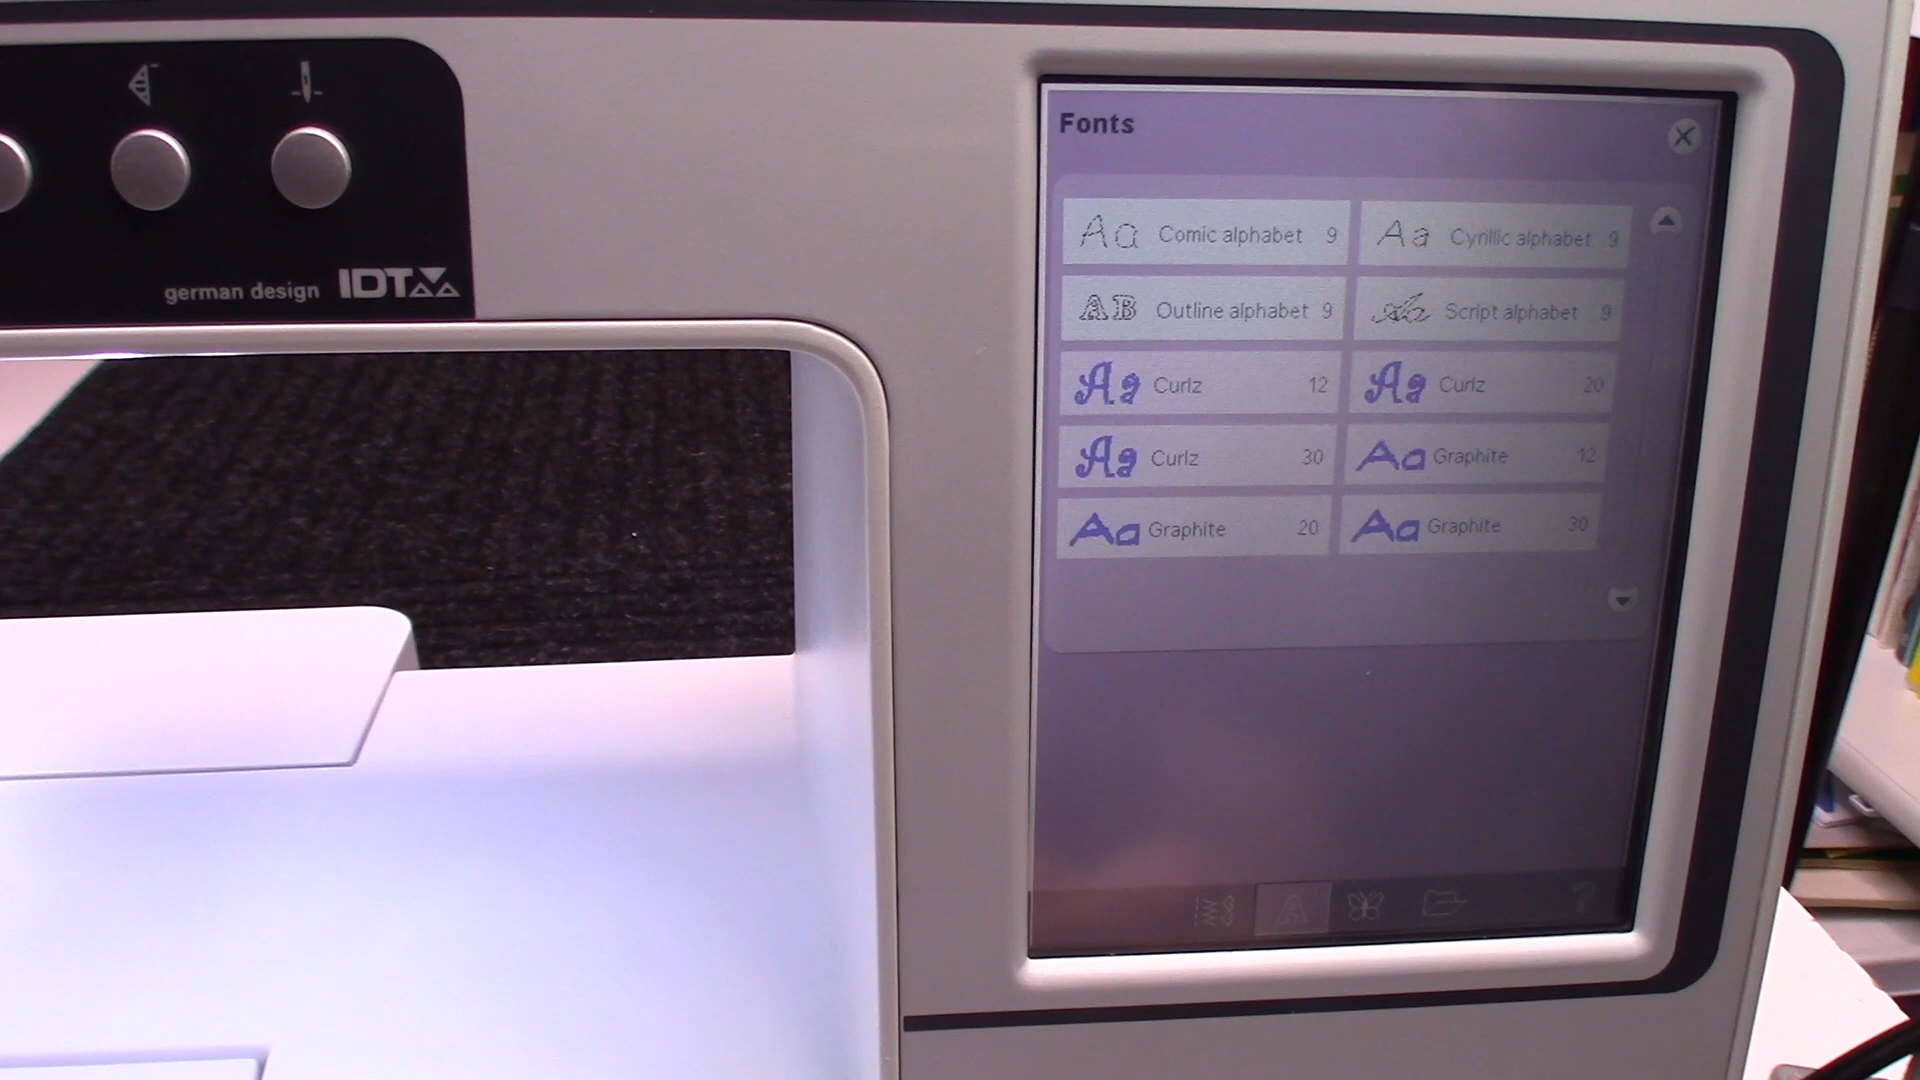 german design IDT
Fonts
Aa Comic alphabet 9
Aa Cyrillic alphabet 9
AB Outline alphabet 9
Aa Script alphabet 9
Aa Curlz 12
Aa Curlz 20
Aa Curlz 30
Aa Graphite 12
Aa Graphite 20
Aa Graphite 30
A ?